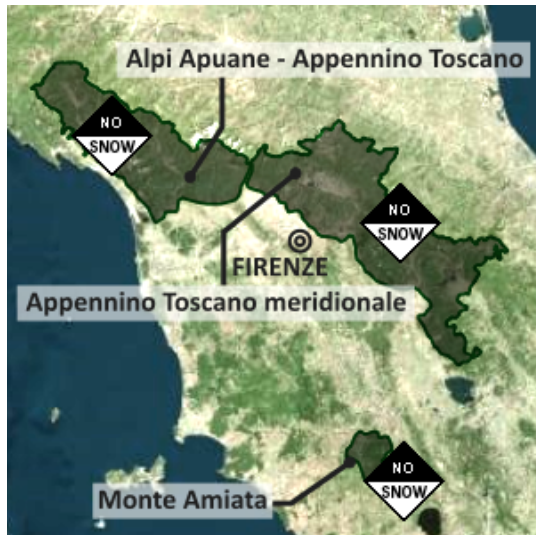 Alpi Apuane - Appennino Toscano
NO
SNOW
NO
SNOW
FIRENZE
Appennino Toscano meridionale
NO
SNOW
Monte Amiata